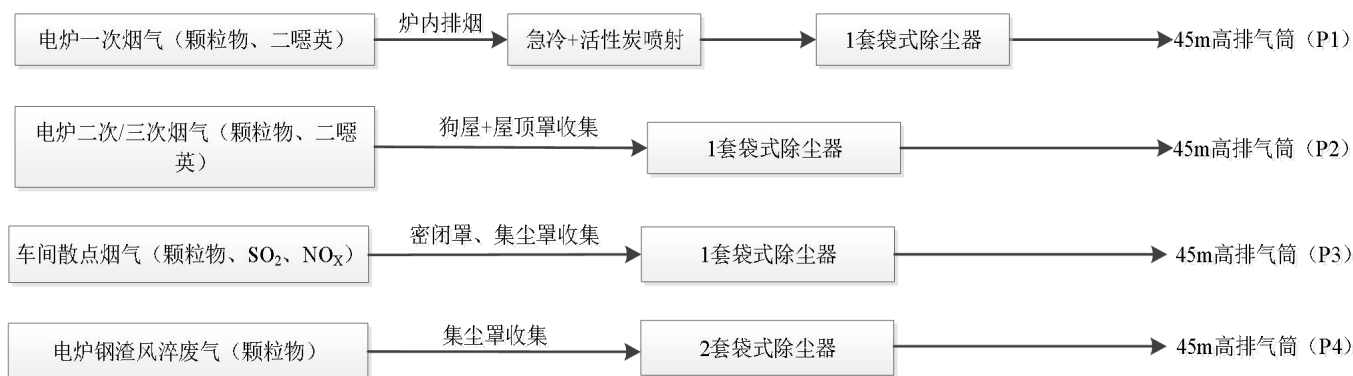 电炉一次烟气（颗粒物、二噁英）
炉内排烟
急冷+活性炭喷射
1套袋式除尘器
45m高排气筒（P1）
电炉二次/三次烟气（颗粒物、二噁
英）
狗屋+屋顶罩收集
1套袋式除尘器
45m高排气筒（P2）
车间散点烟气（颗粒物、SO₂、NOX）
密闭罩、集尘罩收集
1套袋式除尘器
45m高排气筒（P3）
电炉钢渣风淬废气（颗粒物）
集尘罩收集
2套袋式除尘器
45m高排气筒（P4）